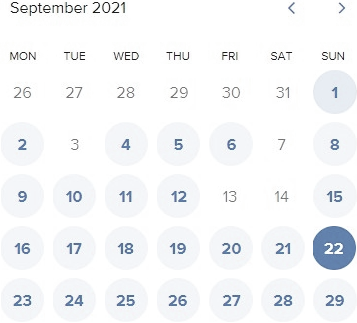 September 2021
MON TUE WED THU FRI SAT SUN
26 27 28 29 30 31 1
2 3 4 5 6 7 8
9 10 11 12 13 14 15
16 17 18 19 20 21 22
23 24 25 26 27 28 29